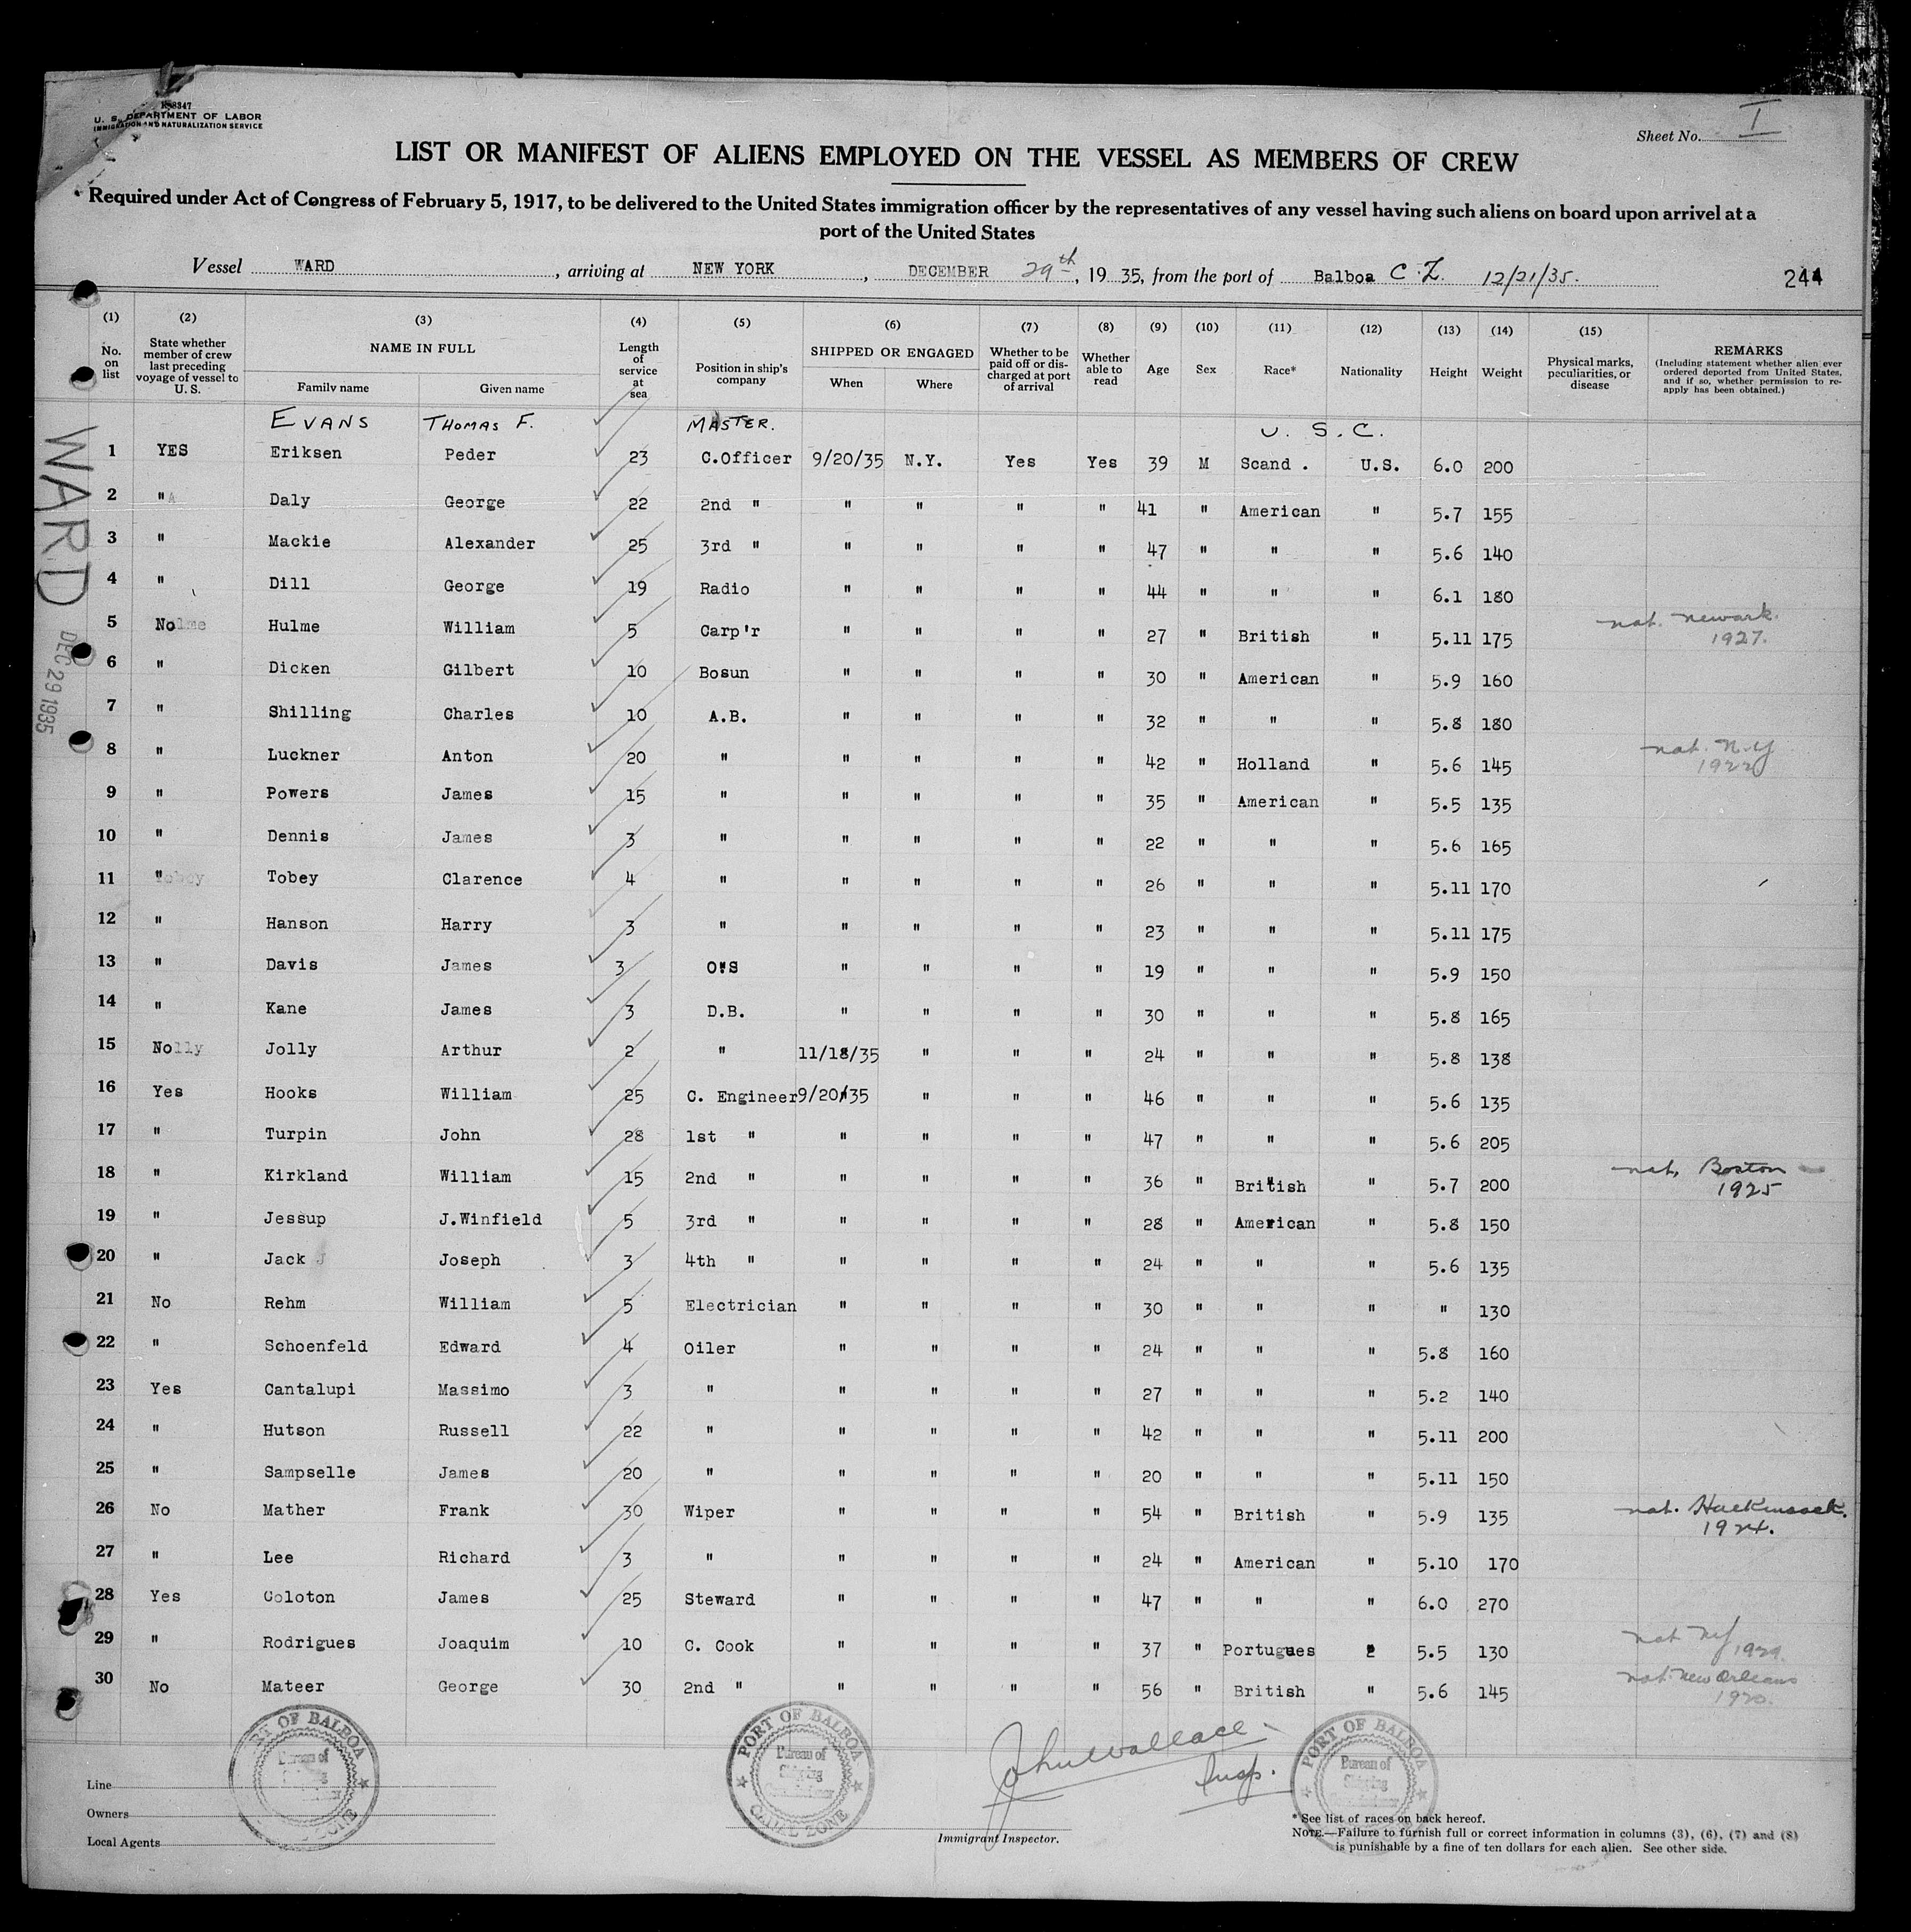 U. S. DEPARTMENT OF LABOR
IMMIGRATION AND NATURALIZATION SERVICE
Sheet No. I
LIST OR MANIFEST OF ALIENS EMPLOYED ON THE VESSEL AS MEMBERS OF CREW
Required under Act of Congress of February 5, 1917, to be delivered to the United States immigration officer by the representatives of any vessel having such aliens on board upon arrival at a
port of the United States
Vessel WARD, arriving at NEW YORK, DECEMBER 29th, 1935, from the port of Balboa C.Z. 12/21/35. 244
(1) (2) (3) (4) (5) (6) (7) (8) (9) (10) (11) (12) (13) (14) (15)
No. on list
State whether member of crew last preceding voyage of vessel to U. S.
NAME IN FULL
Family name Given name
Length of service at sea
Position in ship's company
SHIPPED OR ENGAGED
When Where
Whether to be paid off or discharged at port of arrival
Whether able to read
Age
Sex
Race*
Nationality
Height
Weight
Physical marks, peculiarities, or disease
REMARKS
(Including statement whether alien ever ordered deported from United States, and if so, whether permission to reapply has been obtained.)
WARD
DEC 29 1935
EVANS THOMAS F. MASTER. U. S. C.
1 YES Eriksen Peder 23 C.Officer 9/20/35 N.Y. Yes Yes 39 M Scand. U.S. 6.0 200
2 " Daly George 22 2nd " " " " " 41 " American " 5.7 155
3 " Mackie Alexander 25 3rd " " " " " 47 " " " 5.6 140
4 " Dill George 19 Radio " " " " 44 " " " 6.1 180
5 No Hulme William 5 Carp'r " " " " 27 " British " 5.11 175 nat. Newark. 1927.
6 " Dicken Gilbert 10 Bosun " " " " 30 " American " 5.9 160
7 " Shilling Charles 10 A.B. " " " " 32 " " " 5.8 180
8 " Luckner Anton 20 " " " " " 42 " Holland " 5.6 145 nat. N.Y 1922
9 " Powers James 15 " " " " " 35 " American " 5.5 135
10 " Dennis James 3 " " " " " 22 " " " 5.6 165
11 " Tobey Clarence 4 " " " " " 26 " " " 5.11 170
12 " Hanson Harry 3 " " " " " 23 " " " 5.11 175
13 " Davis James 3 O.S " " " " 19 " " " 5.9 150
14 " Kane James 3 D.B. " " " " 30 " " " 5.8 165
15 No Jolly Arthur 2 " 11/18/35 " " " 24 " " " 5.8 138
16 Yes Hooks William 25 C. Engineer 9/20/35 " " " 46 " " " 5.6 135
17 " Turpin John 28 1st " " " " " 47 " " " 5.6 205
18 " Kirkland William 15 2nd " " " " " 36 " British " 5.7 200 nat, Boston 1925
19 " Jessup J.Winfield 5 3rd " " " " " 28 " American " 5.8 150
20 " Jack Joseph 3 4th " " " " " 24 " " " 5.6 135
21 No Rehm William 5 Electrician " " " " 30 " " " " 130
22 " Schoenfeld Edward 4 Oiler " " " " 24 " " " 5.8 160
23 Yes Cantalupi Massimo 3 " " " " " 27 " " " 5.2 140
24 " Hutson Russell 22 " " " " " 42 " " " 5.11 200
25 " Sampselle James 20 " " " " " 20 " " " 5.11 150
26 No Mather Frank 30 Wiper " " " " 54 " British " 5.9 135 nat. Hackensack. 1924.
27 " Lee Richard 3 " " " " " 24 " American " 5.10 170
28 Yes Coloton James 25 Steward " " " " 47 " " " 6.0 270
29 " Rodrigues Joaquim 10 C. Cook " " " " 37 " Portugues " 5.5 130 nat 1929.
30 No Mateer George 30 2nd " " " " " 56 " British " 5.6 145 nat. New Orleans 1920.
PORT OF BALBOA Bureau of
PORT OF BALBOA Bureau of Shipping CANAL ZONE
PORT OF BALBOA Bureau of Shipping
John Wallace
Insp.
Line
Owners
Local Agents
Immigrant Inspector.
* See list of races on back hereof.
NOTE.—Failure to furnish full or correct information in columns (3), (6), (7) and (8)
is punishable by a fine of ten dollars for each alien. See other side.